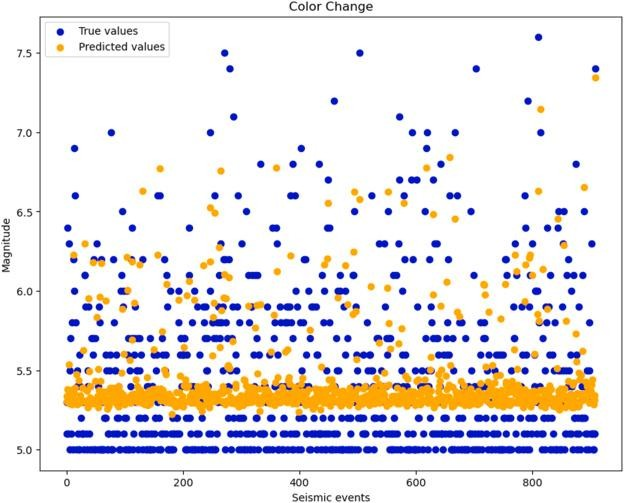 Color Change
True values
Predicted values
7.5
7.0
6.5
6.0
5.5
5.0
Magnitude
0 200 400 600 800
Seismic events